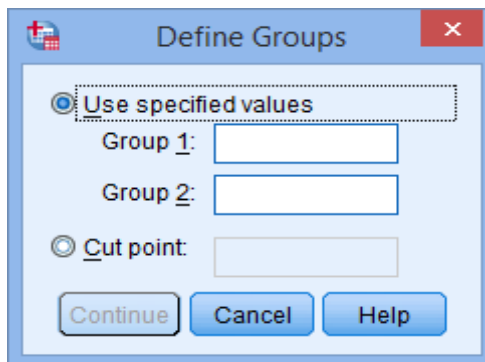 Define Groups
Use specified values
Group 1:
Group 2:
Cut point:
Continue Cancel Help